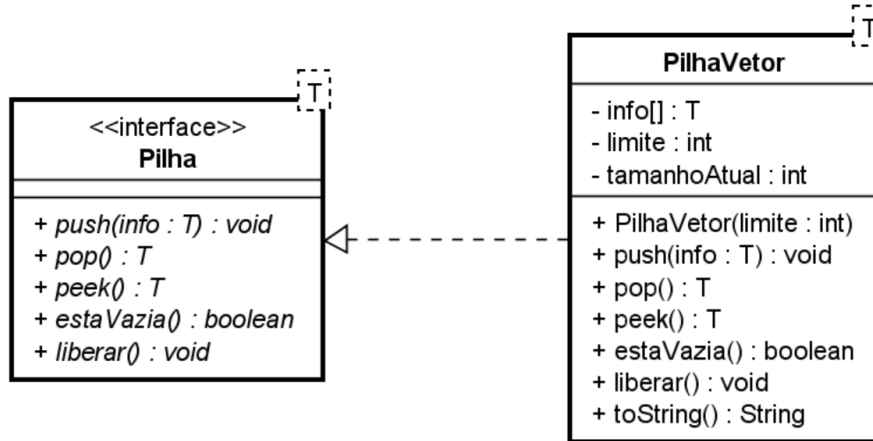 T
<<interface>>
Pilha
+ push(info : T) : void
+ pop() : T
+ peek() : T
+ estaVazia() : boolean
+ liberar() : void
T
PilhaVetor
- info[] : T
- limite : int
- tamanhoAtual : int
+ PilhaVetor(limite : int)
+ push(info : T) : void
+ pop() : T
+ peek() : T
+ estaVazia() : boolean
+ liberar() : void
+ toString() : String